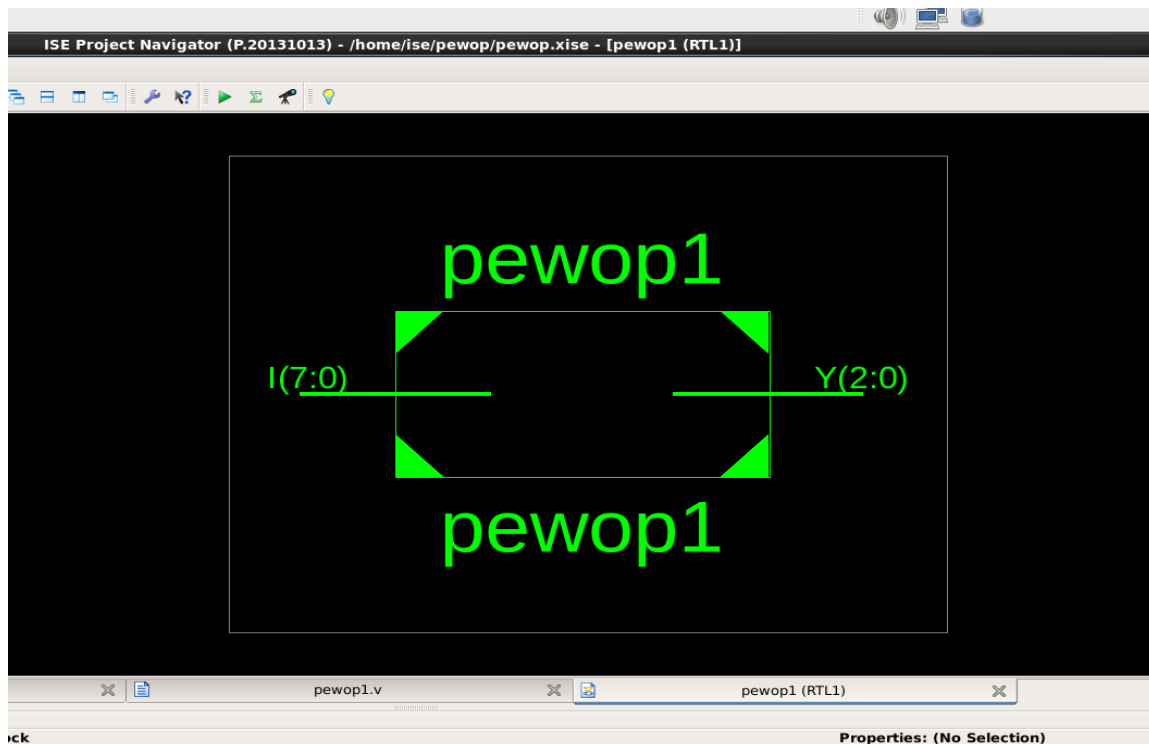 ISE Project Navigator (P.20131013) - /home/ise/pewop/pewop.xise - [pewop1 (RTL1)]
pewop1
I(7:0)
Y(2:0)
pewop1
pewop1.v
pewop1 (RTL1)
ock
Properties: (No Selection)